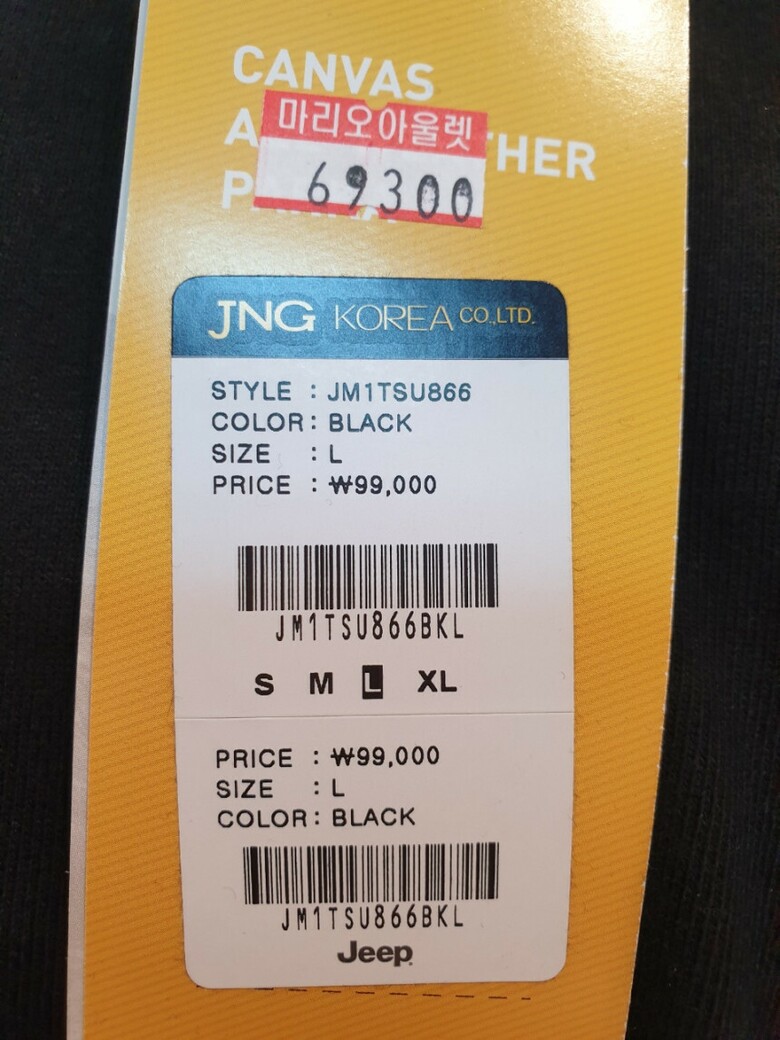 CANVAS
마리오아울렛
HER
69300
JNG KOREA CO.,LTD.
STYLE : JM1TSU866
COLOR : BLACK
SIZE : L
PRICE : ₩99,000
JM1TSU866BKL
S M L XL
PRICE : ₩99,000
SIZE : L
COLOR : BLACK
JM1TSU866BKL
Jeep